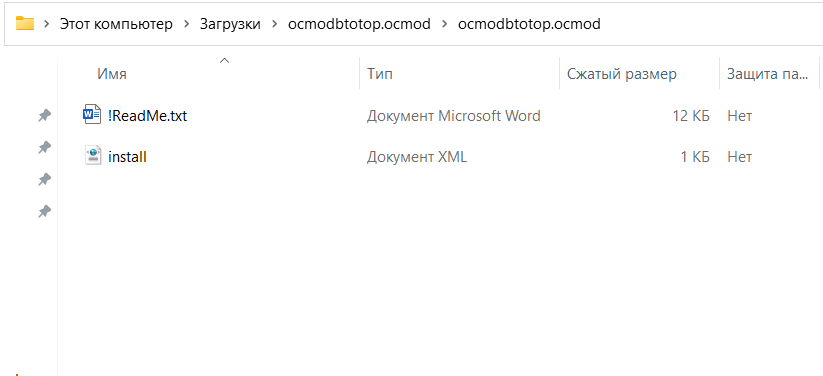 Этот компьютер > Загрузки > ocmodbtotop.ocmod > ocmodbtotop.ocmod
Имя Тип Сжатый размер Защита па...
!ReadMe.txt Документ Microsoft Word 12 КБ Нет
install Документ XML 1 КБ Нет